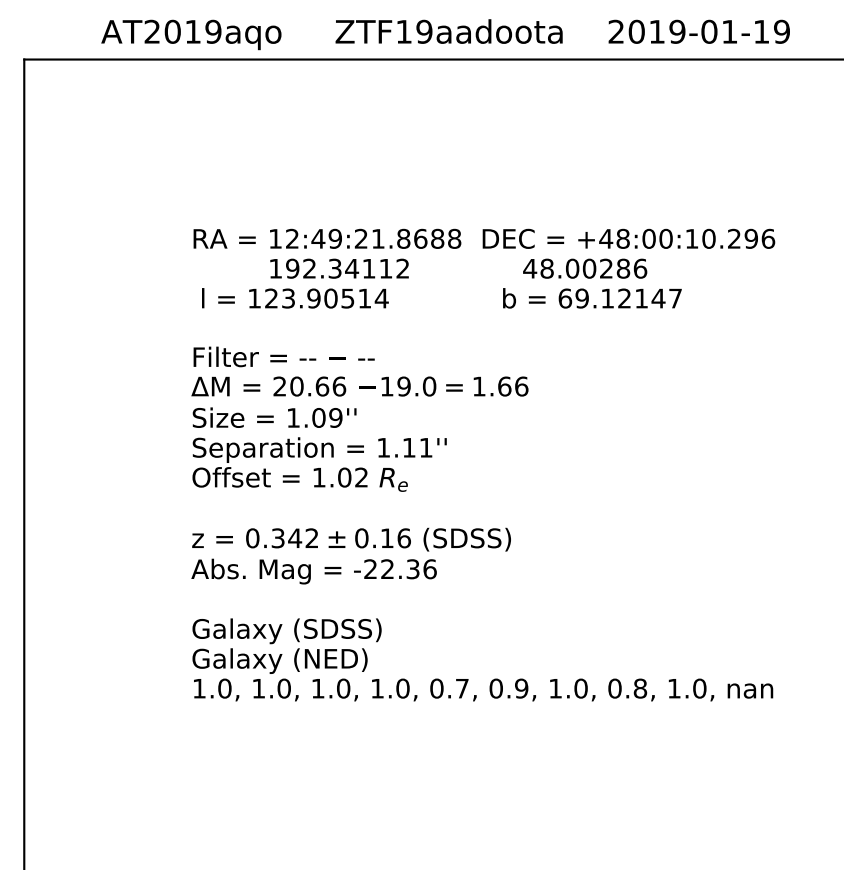 AT2019aqo ZTF19aadoota 2019-01-19
RA = 12:49:21.8688 DEC = +48:00:10.296
192.34112 48.00286
l = 123.90514 b = 69.12147
Filter = -- − --
ΔM = 20.66 −19.0 = 1.66
Size = 1.09''
Separation = 1.11''
Offset = 1.02 Rₑ
z = 0.342 ± 0.16 (SDSS)
Abs. Mag = -22.36
Galaxy (SDSS)
Galaxy (NED)
1.0, 1.0, 1.0, 1.0, 0.7, 0.9, 1.0, 0.8, 1.0, nan